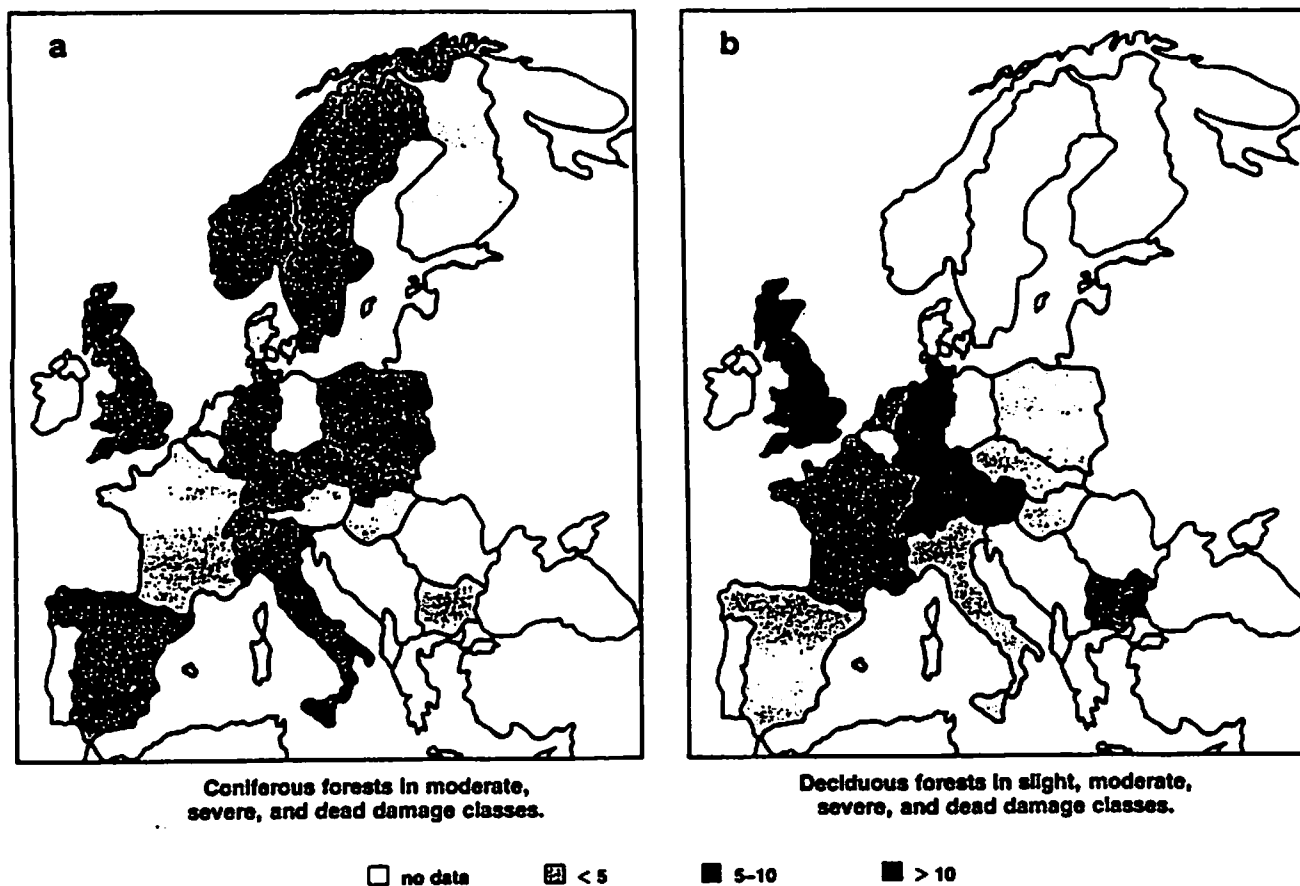 a
b
Coniferous forests in moderate,
severe, and dead damage classes.
Deciduous forests in slight, moderate,
severe, and dead damage classes.
no data
< 5
5–10
> 10